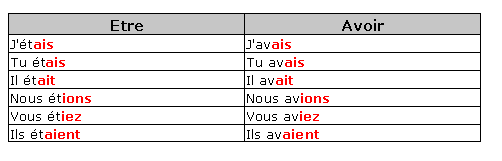 Etre Avoir
J'étais J'avais
Tu étais Tu avais
Il était Il avait
Nous étions Nous avions
Vous étiez Vous aviez
Ils étaient Ils avaient